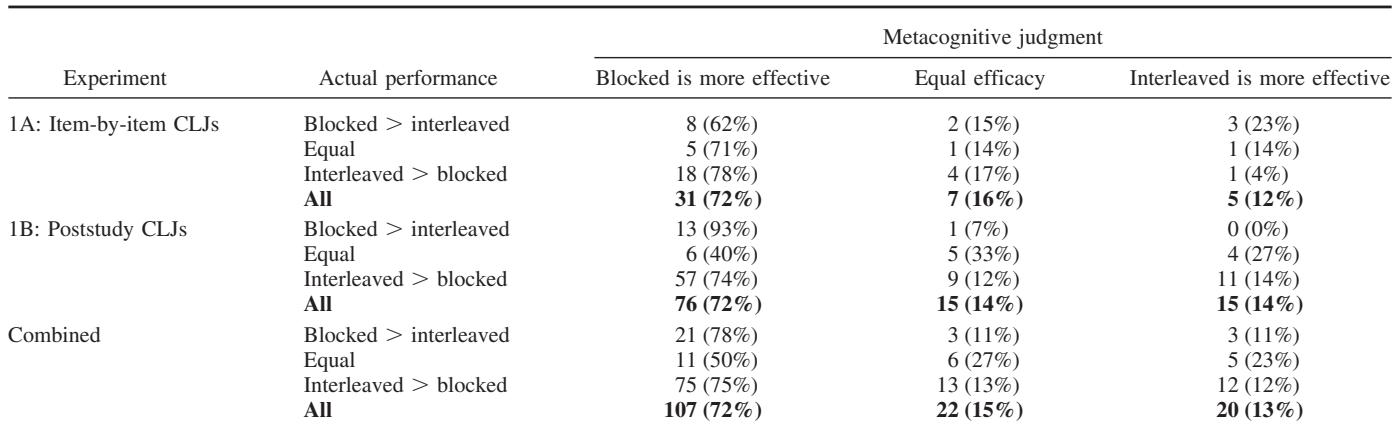 Metacognitive judgment
Experiment Actual performance Blocked is more effective Equal efficacy Interleaved is more effective
1A: Item-by-item CLJs Blocked > interleaved 8 (62%) 2 (15%) 3 (23%)
Equal 5 (71%) 1 (14%) 1 (14%)
Interleaved > blocked 18 (78%) 4 (17%) 1 (4%)
All 31 (72%) 7 (16%) 5 (12%)
1B: Poststudy CLJs Blocked > interleaved 13 (93%) 1 (7%) 0 (0%)
Equal 6 (40%) 5 (33%) 4 (27%)
Interleaved > blocked 57 (74%) 9 (12%) 11 (14%)
All 76 (72%) 15 (14%) 15 (14%)
Combined Blocked > interleaved 21 (78%) 3 (11%) 3 (11%)
Equal 11 (50%) 6 (27%) 5 (23%)
Interleaved > blocked 75 (75%) 13 (13%) 12 (12%)
All 107 (72%) 22 (15%) 20 (13%)